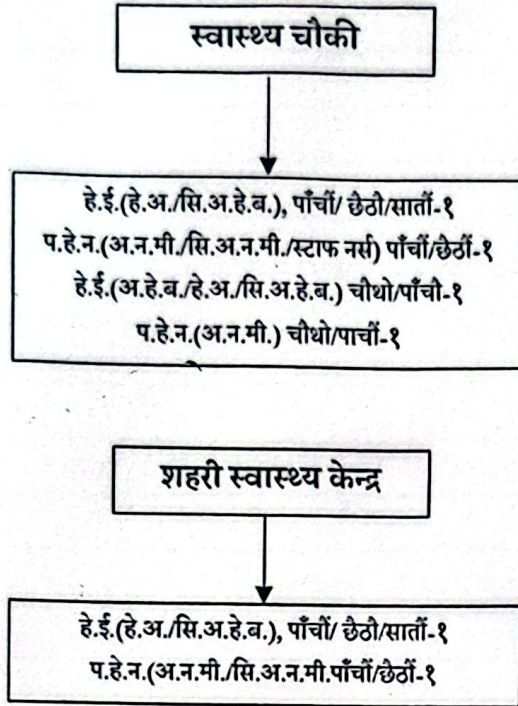 स्वास्थ्य चौकी
हे.ई.(हे.अ./सि.अ.हे.ब.), पाँचौं/ छैठौ/सातौं-१
प.हे.न.(अ.न.मी./सि.अ.न.मी./स्टाफ नर्स) पाँचौं/छैठौं-१
हे.ई.(अ.हे.ब./हे.अ./सि.अ.हे.ब.) चौथो/पाँचौ-१
प.हे.न.(अ.न.मी.) चौथो/पाचौं-१
शहरी स्वास्थ्य केन्द्र
हे.ई.(हे.अ./सि.अ.हे.ब.), पाँचौं/ छैठौ/सातौं-१
प.हे.न.(अ.न.मी./सि.अ.न.मी.पाँचौं/छैठौं-१